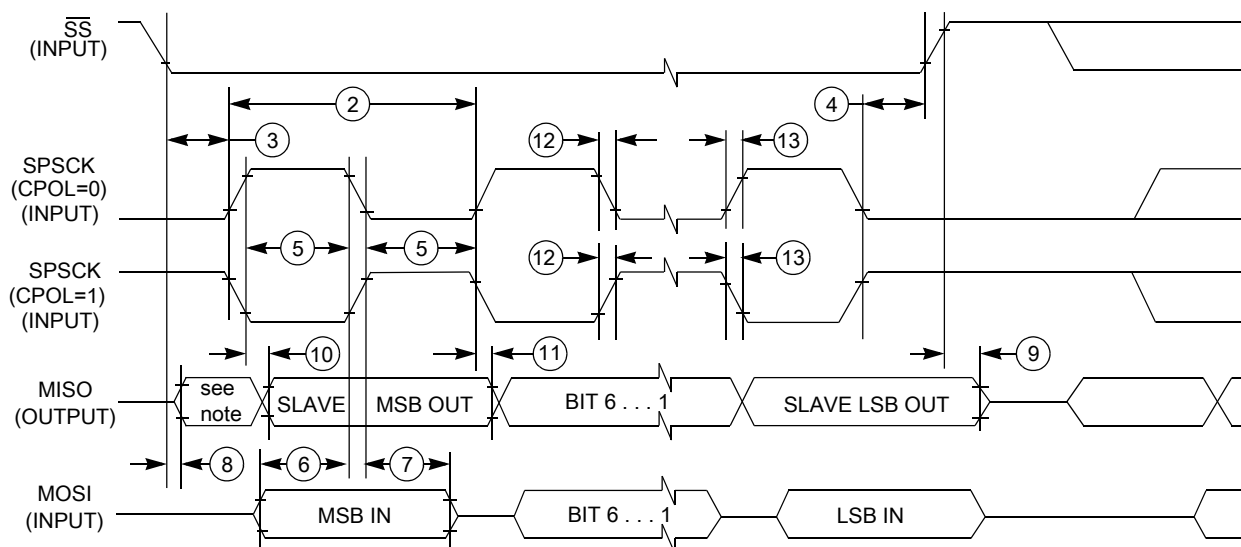 SS
(INPUT)
2
4
3
12
13
SPSCK
(CPOL=0)
(INPUT)
5
5
SPSCK
(CPOL=1)
(INPUT)
12
13
10
11
9
MISO
(OUTPUT)
see
note
SLAVE
MSB OUT
BIT 6 . . . 1
SLAVE LSB OUT
8
6
7
MOSI
(INPUT)
MSB IN
BIT 6 . . . 1
LSB IN